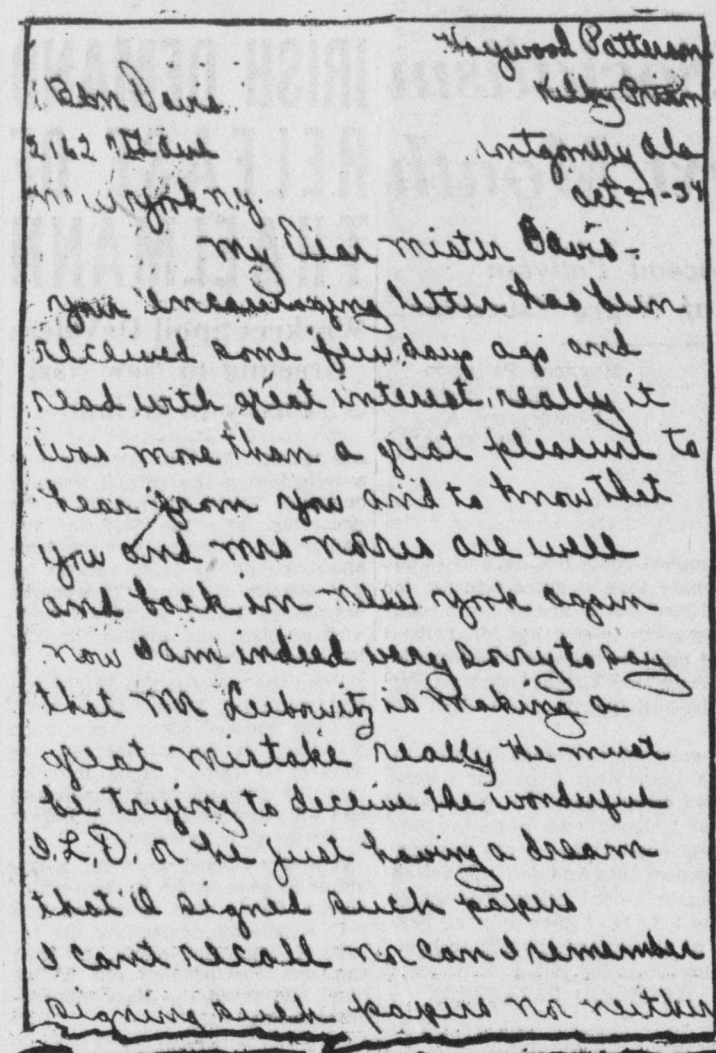 Haywood Patterson
Ben Davis. Kilby Prison
2162 7th Ave Montgomery Ala
New York N.Y. Oct 27-34
My Dear Mister Davis-
your encouraging letter has been
received some few days ago and
read with great interest. really it
was more than a great pleasure to
hear from you and to know that
you and mrs norris are well
and back in new york again
now I am indeed very sorry to say
that Mr Leibowitz is making a
great mistake really He must
be trying to deceive the wonderful
I.L.D. or he just having a dream
that I signed such papers
I cant recall nor can I remember
signing such papers nor neither